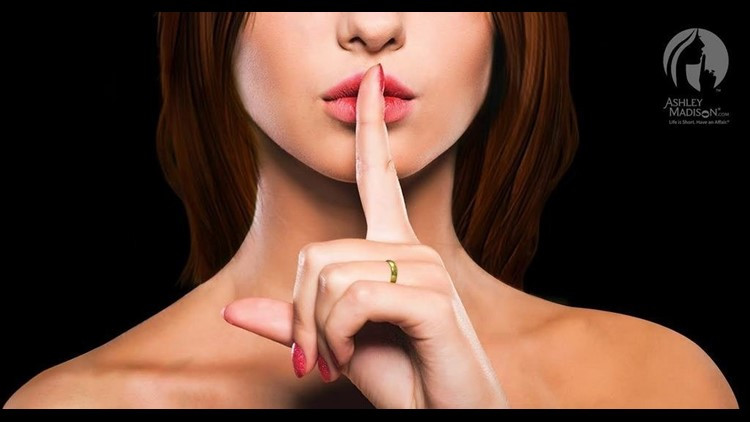 ASHLEY
MADISON®.COM
Life is Short. Have an Affair.®